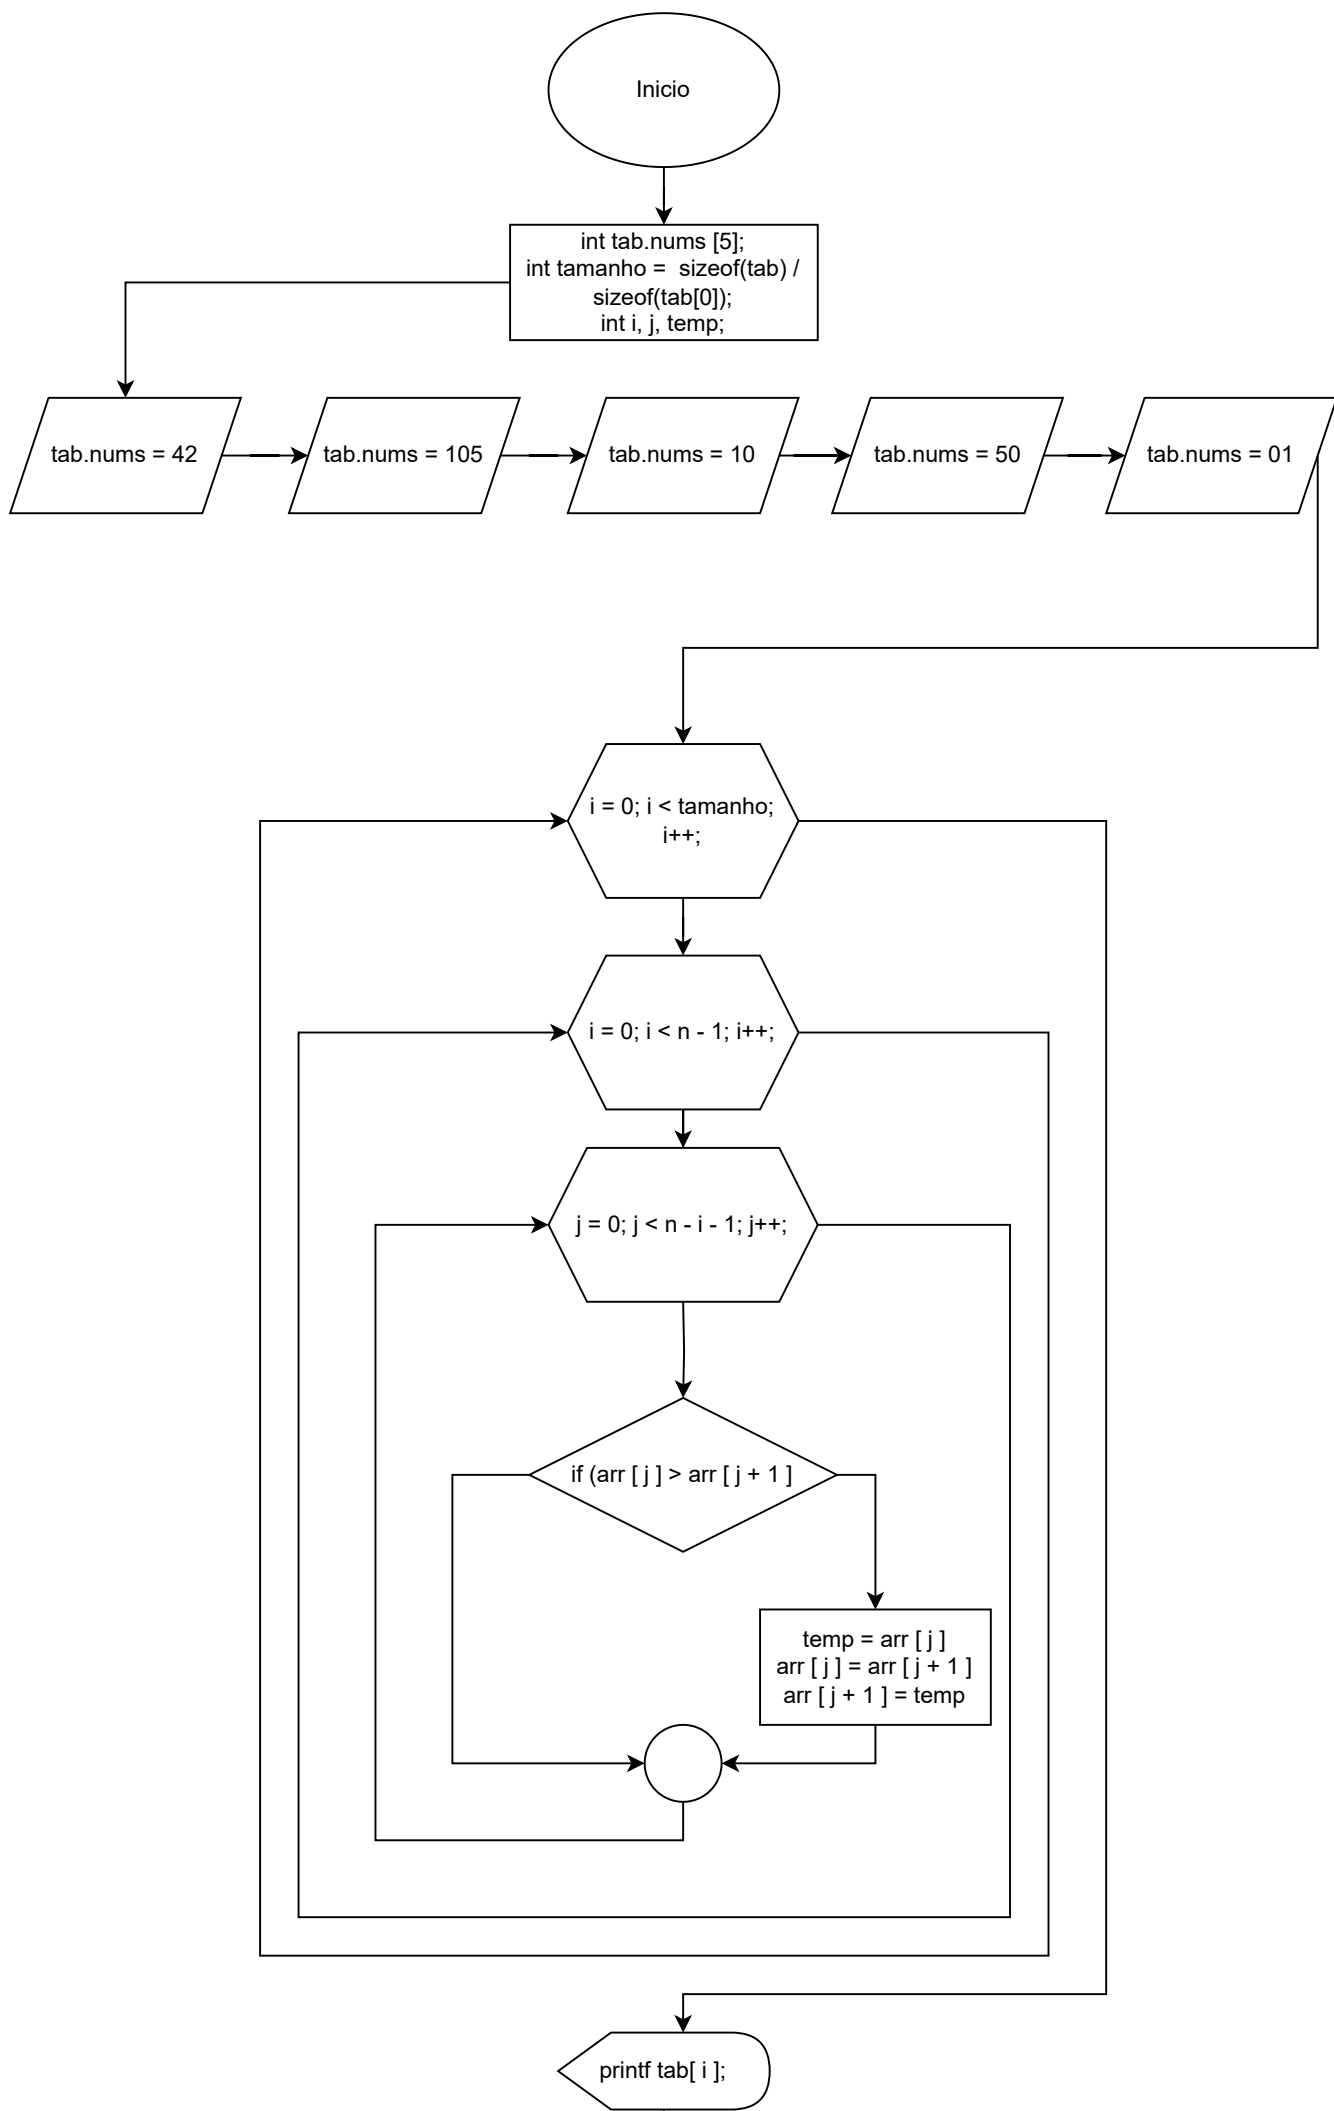 Inicio
int tab.nums [5];
int tamanho = sizeof(tab) /
sizeof(tab[0]);
int i, j, temp;
tab.nums = 42
tab.nums = 105
tab.nums = 10
tab.nums = 50
tab.nums = 01
i = 0; i < tamanho;
i++;
i = 0; i < n - 1; i++;
j = 0; j < n - i - 1; j++;
if (arr [ j ] > arr [ j + 1 ]
temp = arr [ j ]
arr [ j ] = arr [ j + 1 ]
arr [ j + 1 ] = temp
printf tab[ i ];